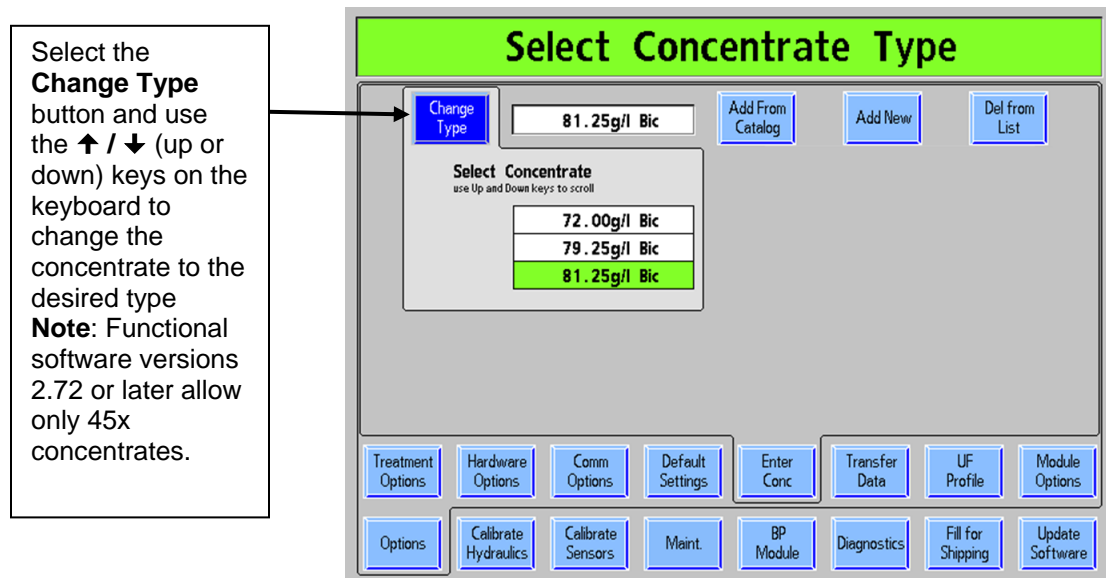 Select the
Change Type
button and use
the ↑ / ↓ (up or
down) keys on the
keyboard to
change the
concentrate to the
desired type
Note: Functional
software versions
2.72 or later allow
only 45x
concentrates.
Select Concentrate Type
Change
Type
81.25g/l Bic
Add From
Catalog
Add New
Del from
List
Select Concentrate
use Up and Down keys to scroll
72.00g/l Bic
79.25g/l Bic
81.25g/l Bic
Treatment
Options
Hardware
Options
Comm
Options
Default
Settings
Enter
Conc
Transfer
Data
UF
Profile
Module
Options
Options
Calibrate
Hydraulics
Calibrate
Sensors
Maint.
BP
Module
Diagnostics
Fill for
Shipping
Update
Software